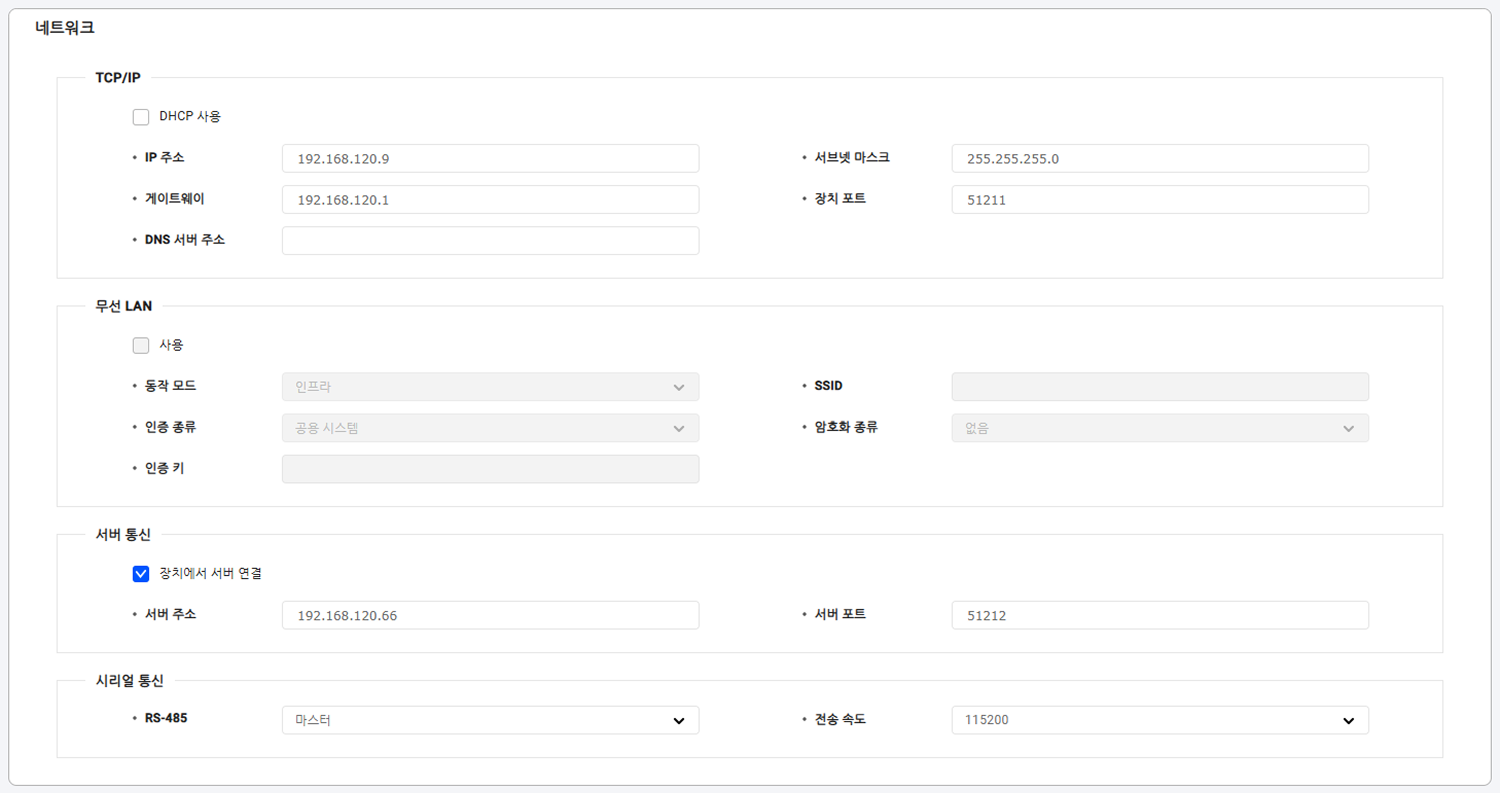 네트워크
TCP/IP
DHCP 사용
• IP 주소 192.168.120.9 • 서브넷 마스크 255.255.255.0
• 게이트웨이 192.168.120.1 • 장치 포트 51211
• DNS 서버 주소
무선 LAN
사용
• 동작 모드 인프라 • SSID
• 인증 종류 공용 시스템 • 암호화 종류 없음
• 인증 키
서버 통신
장치에서 서버 연결
• 서버 주소 192.168.120.66 • 서버 포트 51212
시리얼 통신
• RS-485 마스터 • 전송 속도 115200